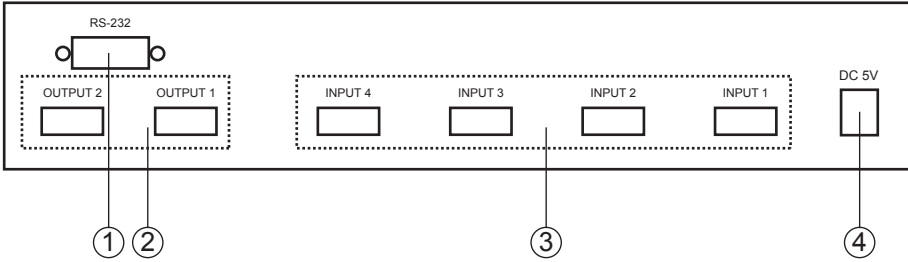 RS-232
DC 5V
OUTPUT 2 OUTPUT 1 INPUT 4 INPUT 3 INPUT 2 INPUT 1
1 2 3 4